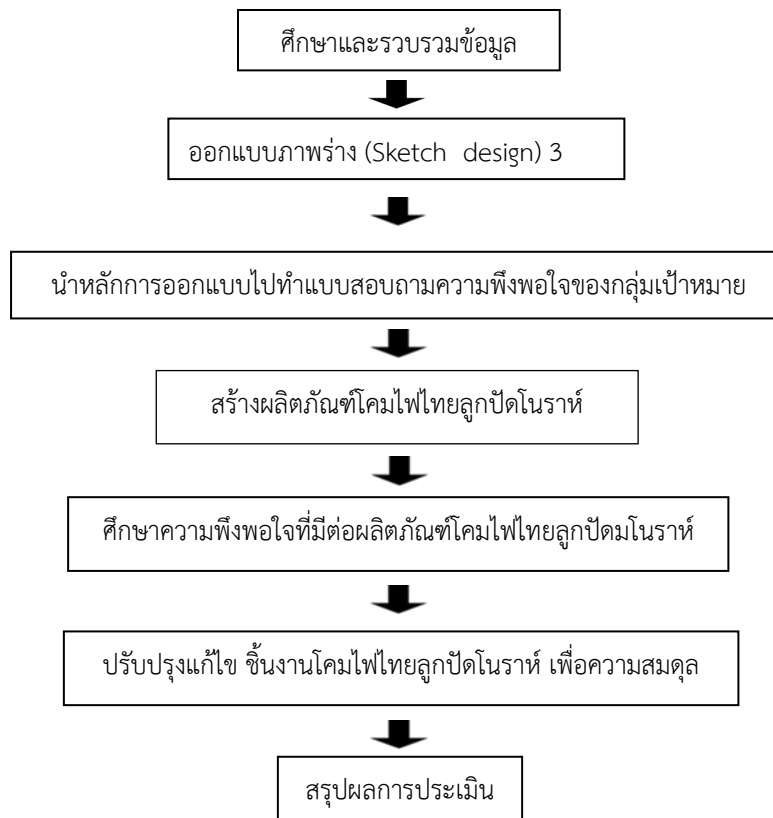 ศึกษาและรวบรวมข้อมูล
ออกแบบภาพร่าง (Sketch design) 3
นำหลักการออกแบบไปทำแบบสอบถามความพึงพอใจของกลุ่มเป้าหมาย
สร้างผลิตภัณฑ์โคมไฟไทยลูกปัดโนราห์
ศึกษาความพึงพอใจที่มีต่อผลิตภัณฑ์โคมไฟไทยลูกปัดมโนราห์
ปรับปรุงแก้ไข ชิ้นงานโคมไฟไทยลูกปัดโนราห์ เพื่อความสมดุล
สรุปผลการประเมิน